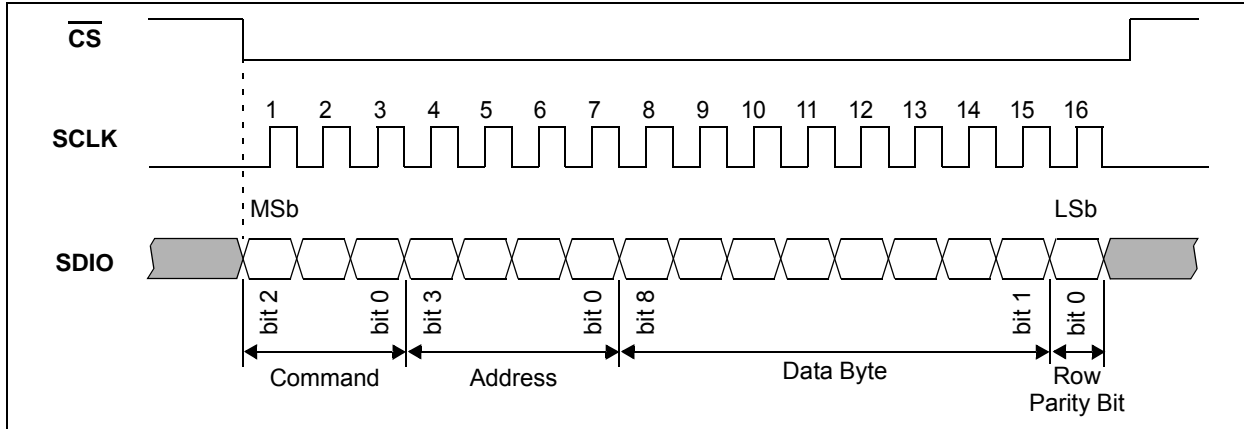 CS
1 2 3 4 5 6 7 8 9 10 11 12 13 14 15 16
SCLK
MSb LSb
SDIO
bit 2 bit 0 bit 3 bit 0 bit 8 bit 1 bit 0
Command Address Data Byte Row
Parity Bit